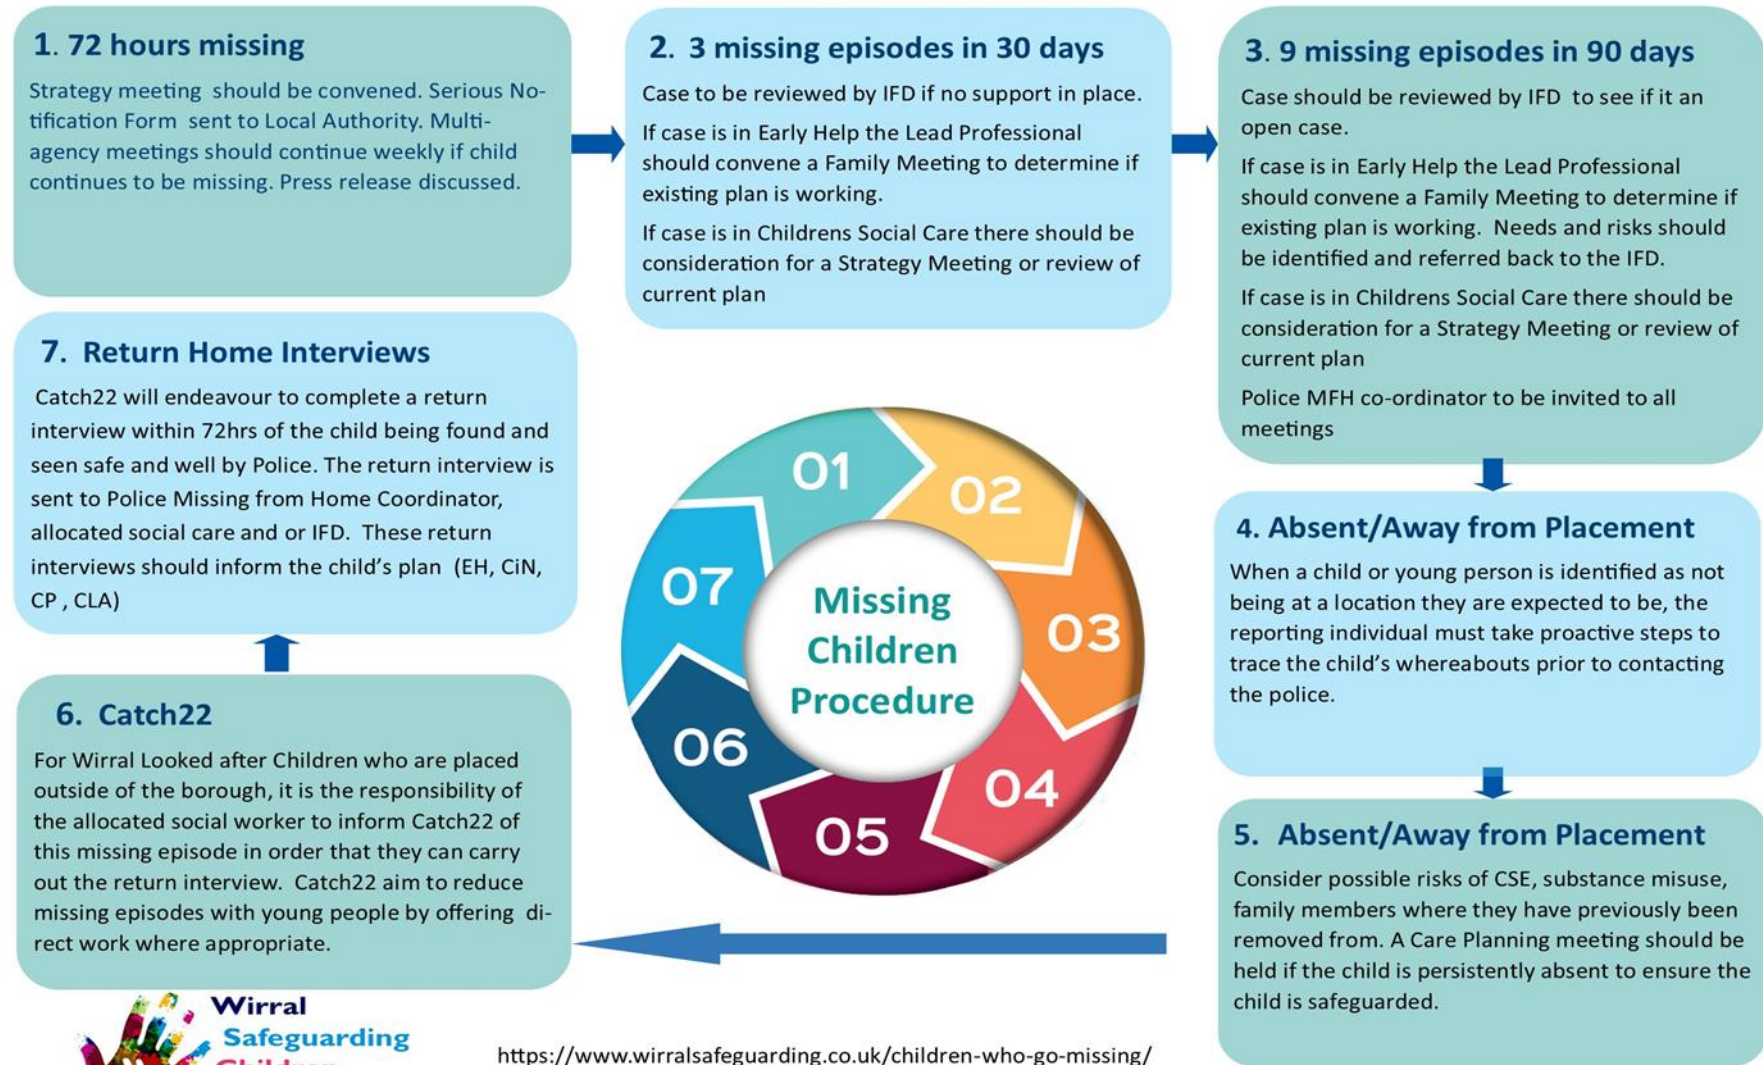 1. 72 hours missing
Strategy meeting should be convened. Serious No-
tification Form sent to Local Authority. Multi-
agency meetings should continue weekly if child
continues to be missing. Press release discussed.
2. 3 missing episodes in 30 days
Case to be reviewed by IFD if no support in place.
If case is in Early Help the Lead Professional
should convene a Family Meeting to determine if
existing plan is working.
If case is in Childrens Social Care there should be
consideration for a Strategy Meeting or review of
current plan
3. 9 missing episodes in 90 days
Case should be reviewed by IFD to see if it an
open case.
If case is in Early Help the Lead Professional
should convene a Family Meeting to determine if
existing plan is working. Needs and risks should
be identified and referred back to the IFD.
If case is in Childrens Social Care there should be
consideration for a Strategy Meeting or review of
current plan
Police MFH co-ordinator to be invited to all
meetings
4. Absent/Away from Placement
When a child or young person is identified as not
being at a location they are expected to be, the
reporting individual must take proactive steps to
trace the child's whereabouts prior to contacting
the police.
5. Absent/Away from Placement
Consider possible risks of CSE, substance misuse,
family members where they have previously been
removed from. A Care Planning meeting should be
held if the child is persistently absent to ensure the
child is safeguarded.
6. Catch22
For Wirral Looked after Children who are placed
outside of the borough, it is the responsibility of
the allocated social worker to inform Catch22 of
this missing episode in order that they can carry
out the return interview. Catch22 aim to reduce
missing episodes with young people by offering di-
rect work where appropriate.
7. Return Home Interviews
Catch22 will endeavour to complete a return
interview within 72hrs of the child being found and
seen safe and well by Police. The return interview is
sent to Police Missing from Home Coordinator,
allocated social care and or IFD. These return
interviews should inform the child's plan (EH, CiN,
CP , CLA)
01
02
03
04
05
06
07
Missing
Children
Procedure
Wirral
Safeguarding
Children
https://www.wirralsafeguarding.co.uk/children-who-go-missing/